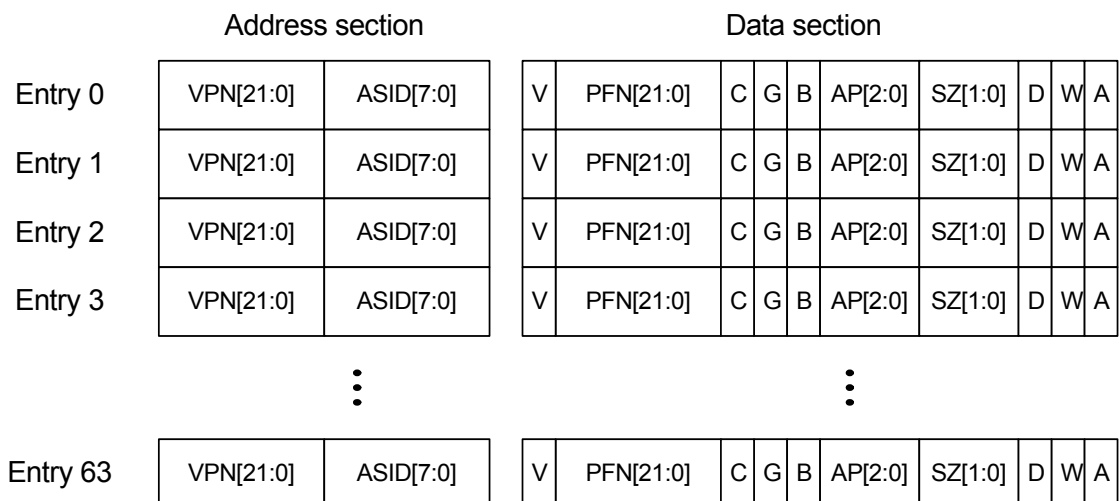 Address section Data section
Entry 0 VPN[21:0] ASID[7:0] V PFN[21:0] C G B AP[2:0] SZ[1:0] D W A
Entry 1 VPN[21:0] ASID[7:0] V PFN[21:0] C G B AP[2:0] SZ[1:0] D W A
Entry 2 VPN[21:0] ASID[7:0] V PFN[21:0] C G B AP[2:0] SZ[1:0] D W A
Entry 3 VPN[21:0] ASID[7:0] V PFN[21:0] C G B AP[2:0] SZ[1:0] D W A
Entry 63 VPN[21:0] ASID[7:0] V PFN[21:0] C G B AP[2:0] SZ[1:0] D W A